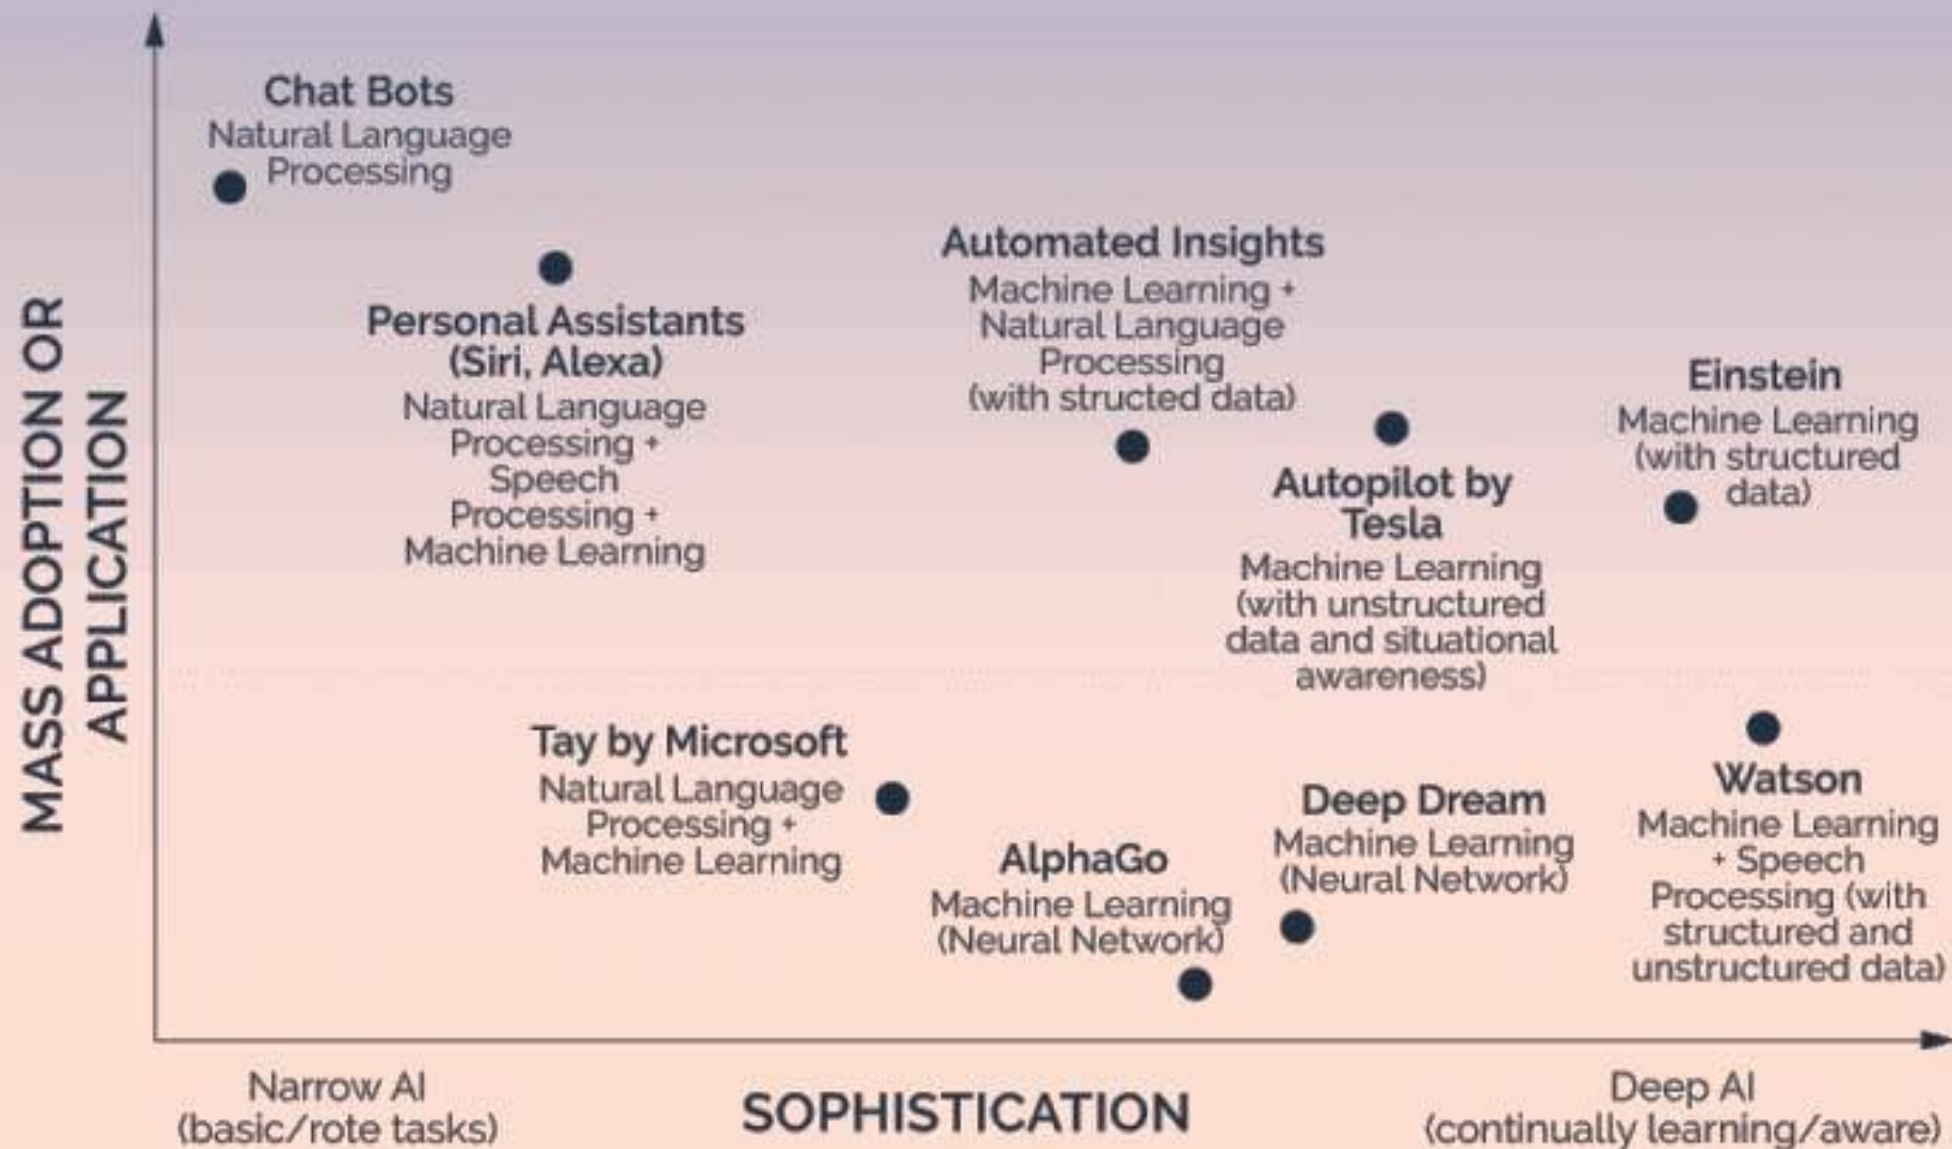 MASS ADOPTION OR
APPLICATION
Chat Bots
Natural Language
Processing
Personal Assistants
(Siri, Alexa)
Natural Language
Processing +
Speech
Processing +
Machine Learning
Automated Insights
Machine Learning +
Natural Language
Processing
(with structed data)
Autopilot by
Tesla
Machine Learning
(with unstructured
data and situational
awareness)
Einstein
Machine Learning
(with structured
data)
Tay by Microsoft
Natural Language
Processing +
Machine Learning
AlphaGo
Machine Learning
(Neural Network)
Deep Dream
Machine Learning
(Neural Network)
Watson
Machine Learning
+ Speech
Processing (with
structured and
unstructured data)
Narrow AI
(basic/rote tasks)
SOPHISTICATION
Deep AI
(continually learning/aware)